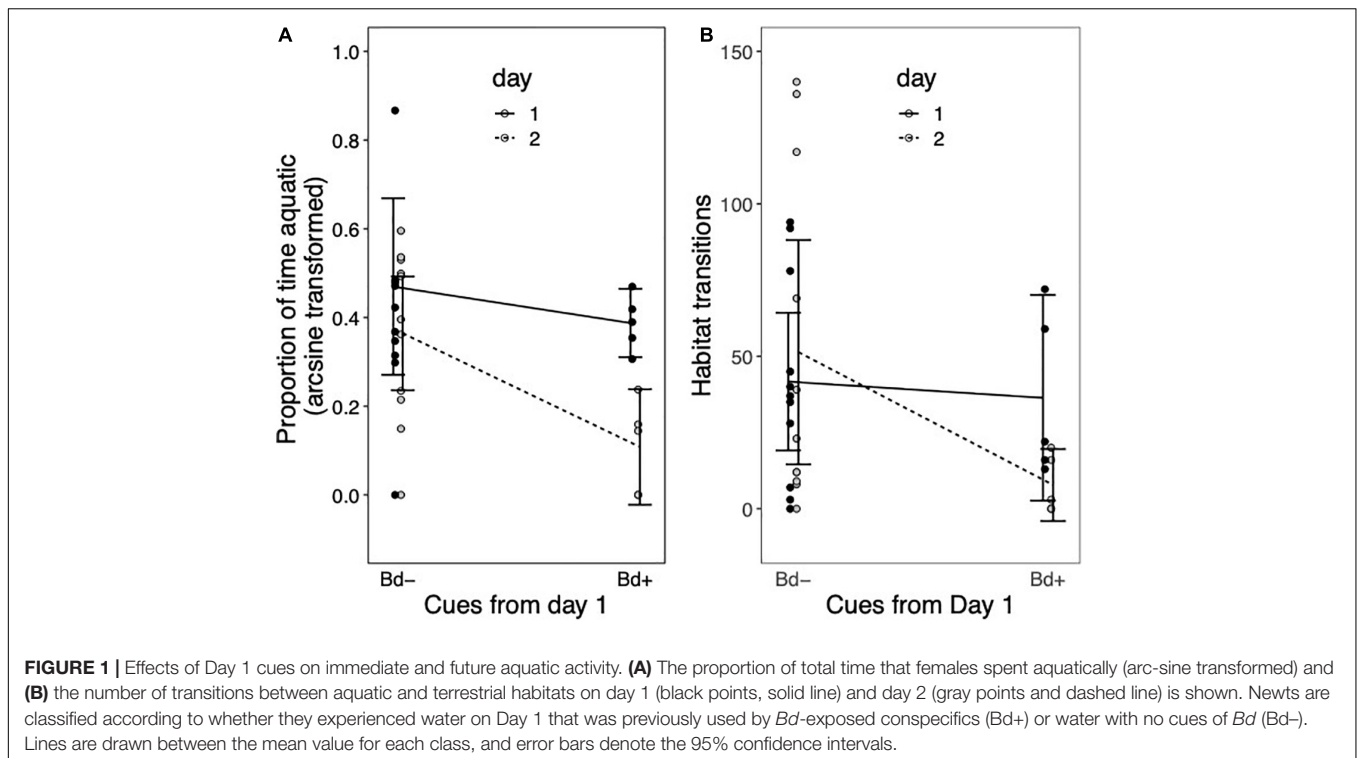 A
1.0
0.8
0.6
0.4
0.2
0.0
Proportion of time aquatic
(arcsine transformed)
day
1
2
Bd−
Bd+
Cues from day 1
B
150
100
50
0
Habitat transitions
day
1
2
Bd−
Bd+
Cues from Day 1
FIGURE 1 | Effects of Day 1 cues on immediate and future aquatic activity. (A) The proportion of total time that females spent aquatically (arc-sine transformed) and
(B) the number of transitions between aquatic and terrestrial habitats on day 1 (black points, solid line) and day 2 (gray points and dashed line) is shown. Newts are
classified according to whether they experienced water on Day 1 that was previously used by Bd-exposed conspecifics (Bd+) or water with no cues of Bd (Bd–).
Lines are drawn between the mean value for each class, and error bars denote the 95% confidence intervals.